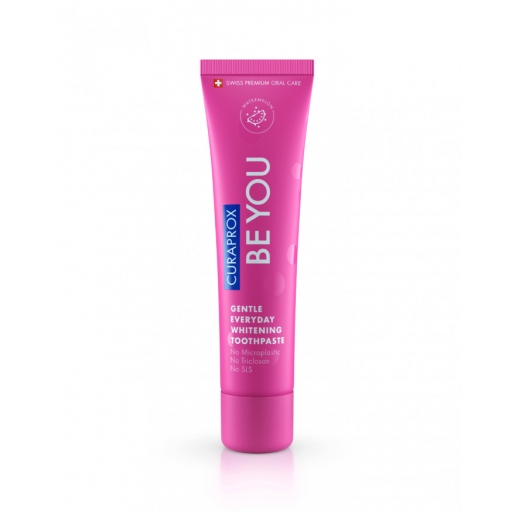 SWISS PREMIUM ORAL CARE
WATERMELON
BE YOU
CURAPROX
GENTLE
EVERYDAY
WHITENING
TOOTHPASTE
No Microplastic
No Triclosan
No SLS